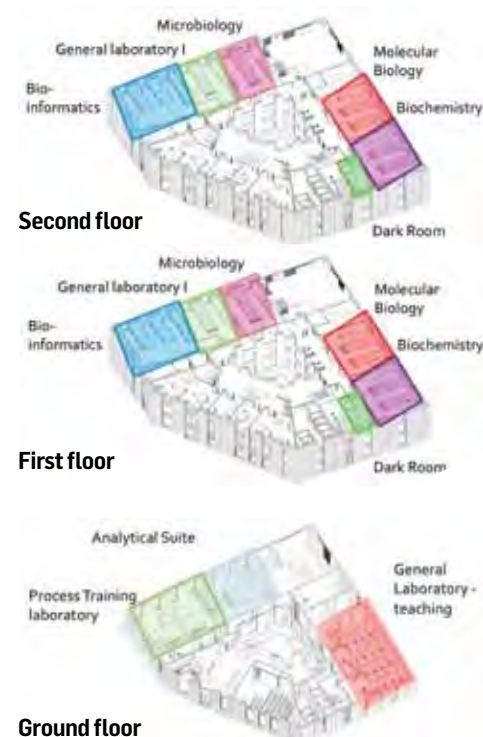 Microbiology
General laboratory I
Molecular
Biology
Bio-
informatics
Biochemistry
Second floor
Dark Room
Microbiology
General laboratory I
Molecular
Biology
Bio-
informatics
Biochemistry
First floor
Dark Room
Analytical Suite
General
Laboratory -
teaching
Process Training
laboratory
Ground floor